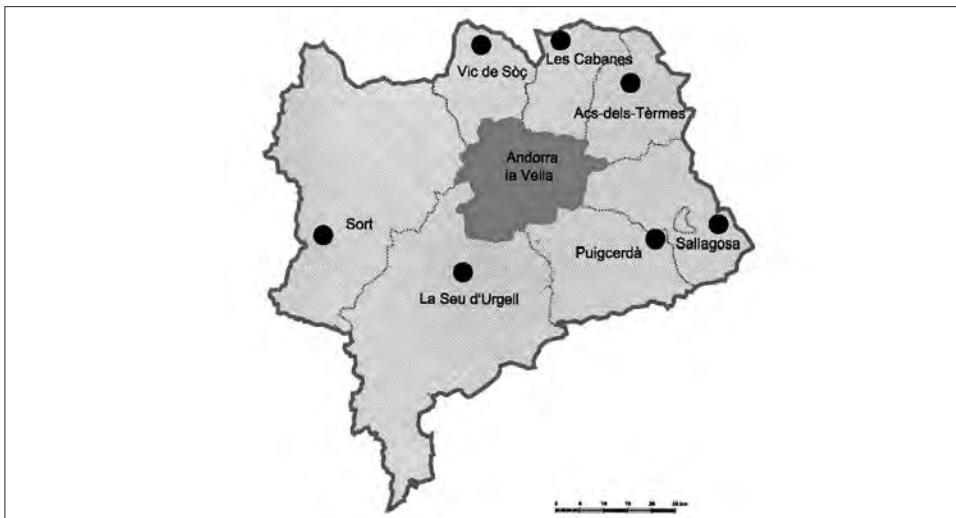 Les Cabanes
Vic de Sòç
Acs-dels-Tèrmes
Andorra
la Vella
Sort
Puigcerdà
Sallagosa
La Seu d'Urgell